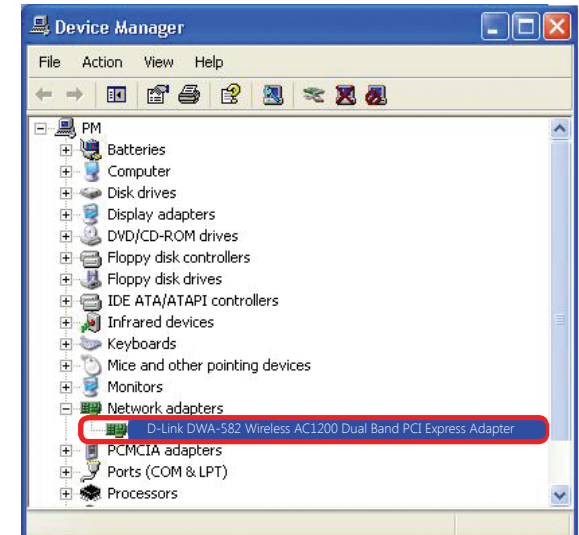 Device Manager
File Action View Help
PM
Batteries
Computer
Disk drives
Display adapters
DVD/CD-ROM drives
Floppy disk controllers
Floppy disk drives
IDE ATA/ATAPI controllers
Infrared devices
Keyboards
Mice and other pointing devices
Monitors
Network adapters
D-Link DWA-582 Wireless AC1200 Dual Band PCI Express Adapter
PCMCIA adapters
Ports (COM & LPT)
Processors